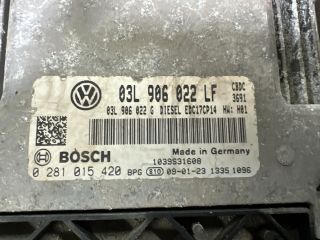 03L 906 022 LF CBDC
03L 906 022 G DIESEL EDC17CP14 HW: H01
3691
BOSCH Made in Germany
1039S31608
0 281 015 420 BPG 810 09-01-23 1335 1096